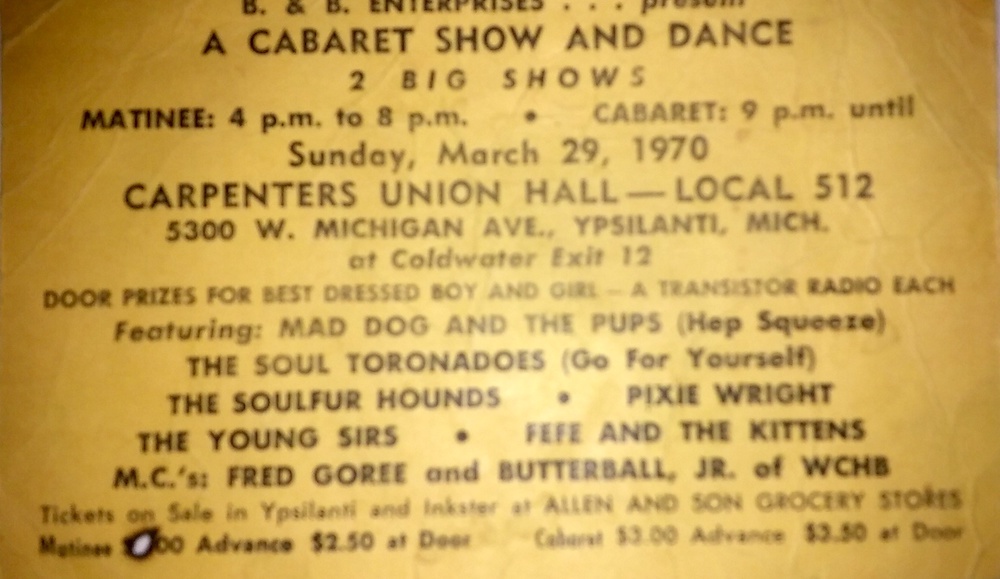 B. & B. ENTERPRISES . . . present
A CABARET SHOW AND DANCE
2 BIG SHOWS
MATINEE: 4 p.m. to 8 p.m. • CABARET: 9 p.m. until
Sunday, March 29, 1970
CARPENTERS UNION HALL — LOCAL 512
5300 W. MICHIGAN AVE., YPSILANTI, MICH.
at Coldwater Exit 12
DOOR PRIZES FOR BEST DRESSED BOY AND GIRL — A TRANSISTOR RADIO EACH
Featuring: MAD DOG AND THE PUPS (Hep Squeeze)
THE SOUL TORONADOES (Go For Yourself)
THE SOULFUR HOUNDS • PIXIE WRIGHT
THE YOUNG SIRS • FEFE AND THE KITTENS
M.C.'s: FRED GOREE and BUTTERBALL, JR. of WCHB
Tickets on Sale in Ypsilanti and Inkster at ALLEN AND SON GROCERY STORES
Matinee 00 Advance $2.50 at Door Cabaret $3.00 Advance $3.50 at Door